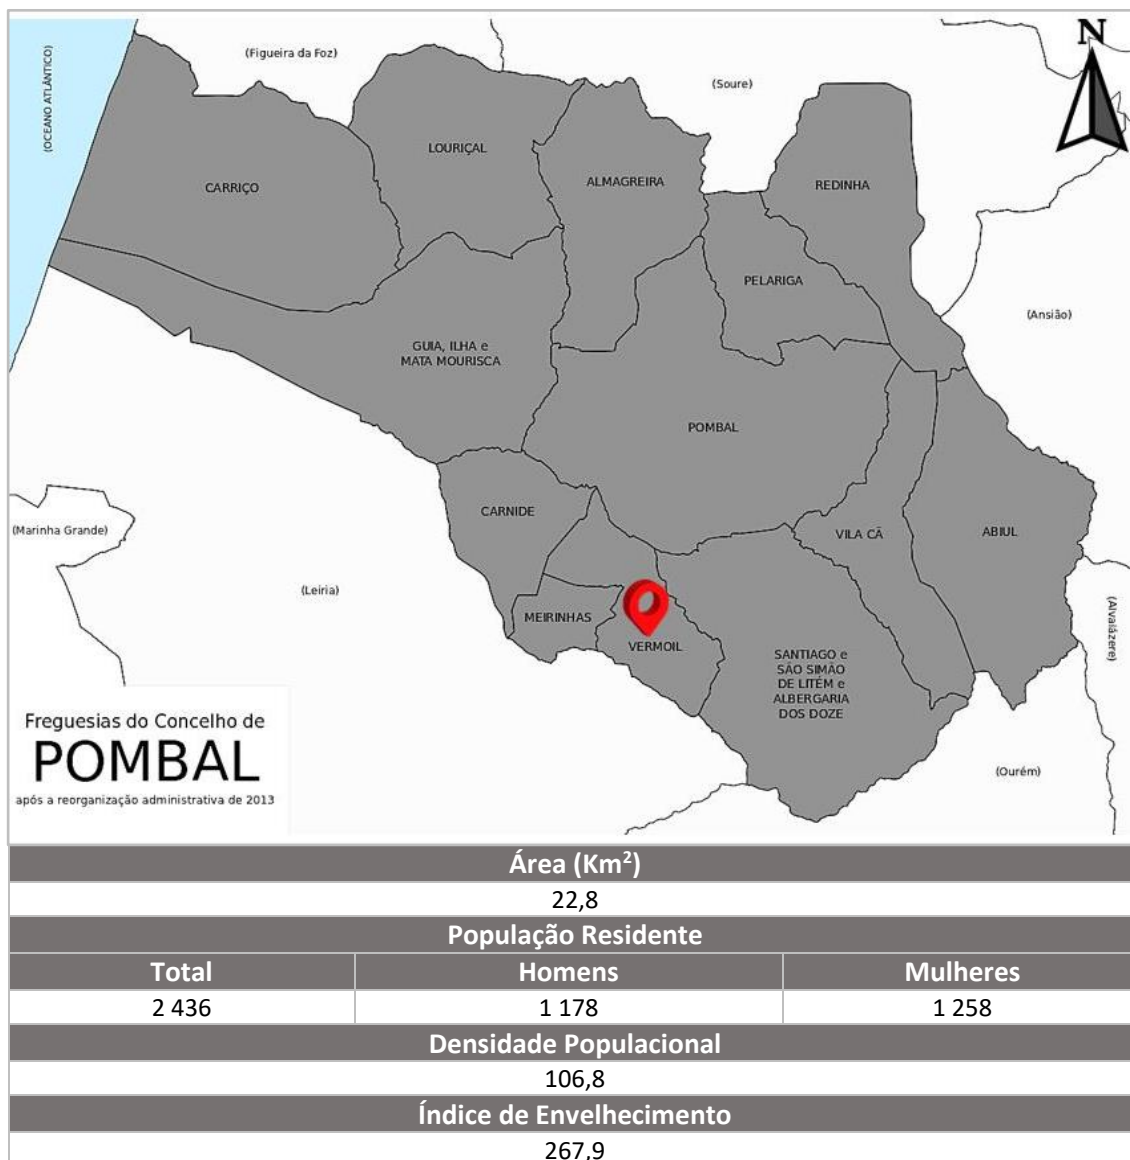 (OCEANO ATLÂNTICO)
(Figueira da Foz)
N
(Soure)
LOURIÇAL
ALMAGREIRA
CARRIÇO
REDINHA
PELARIGA
(Ansião)
GUIA, ILHA e
MATA MOURISCA
POMBAL
CARNIDE
(Marinha Grande)
VILA CÃ
ABIUL
(Leiria)
(Alvaiázere)
MEIRINHAS
VERMOIL
SANTIAGO e
SÃO SIMÃO
DE LITÉM e
ALBERGARIA
DOS DOZE
Freguesias do Concelho de
POMBAL
após a reorganização administrativa de 2013
(Ourém)
Área (Km²)
22,8
População Residente
Total Homens Mulheres
2 436 1 178 1 258
Densidade Populacional
106,8
Índice de Envelhecimento
267,9